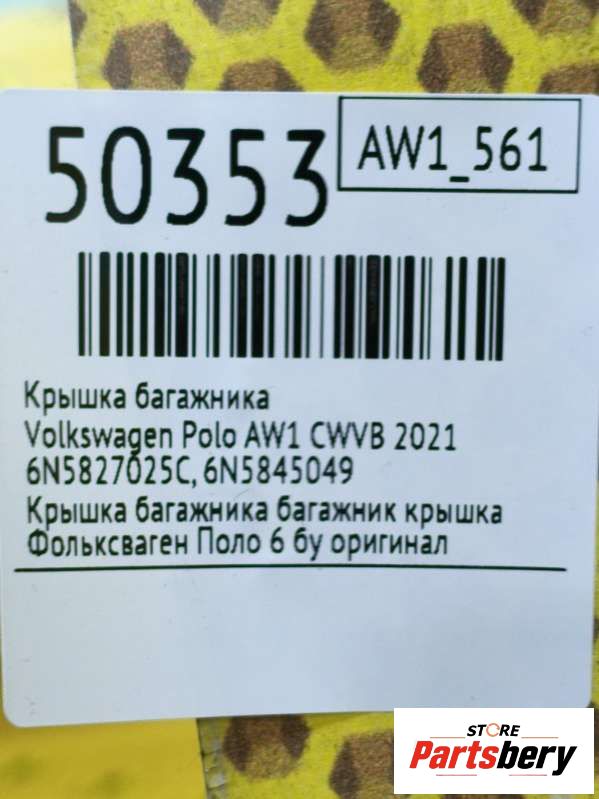 50353
AW1_561
Крышка багажника
Volkswagen Polo AW1 CWVB 2021
6N5827025C, 6N5845049
Крышка багажника багажник крышка
Фольксваген Поло 6 бу оригинал
STORE
Partsbery